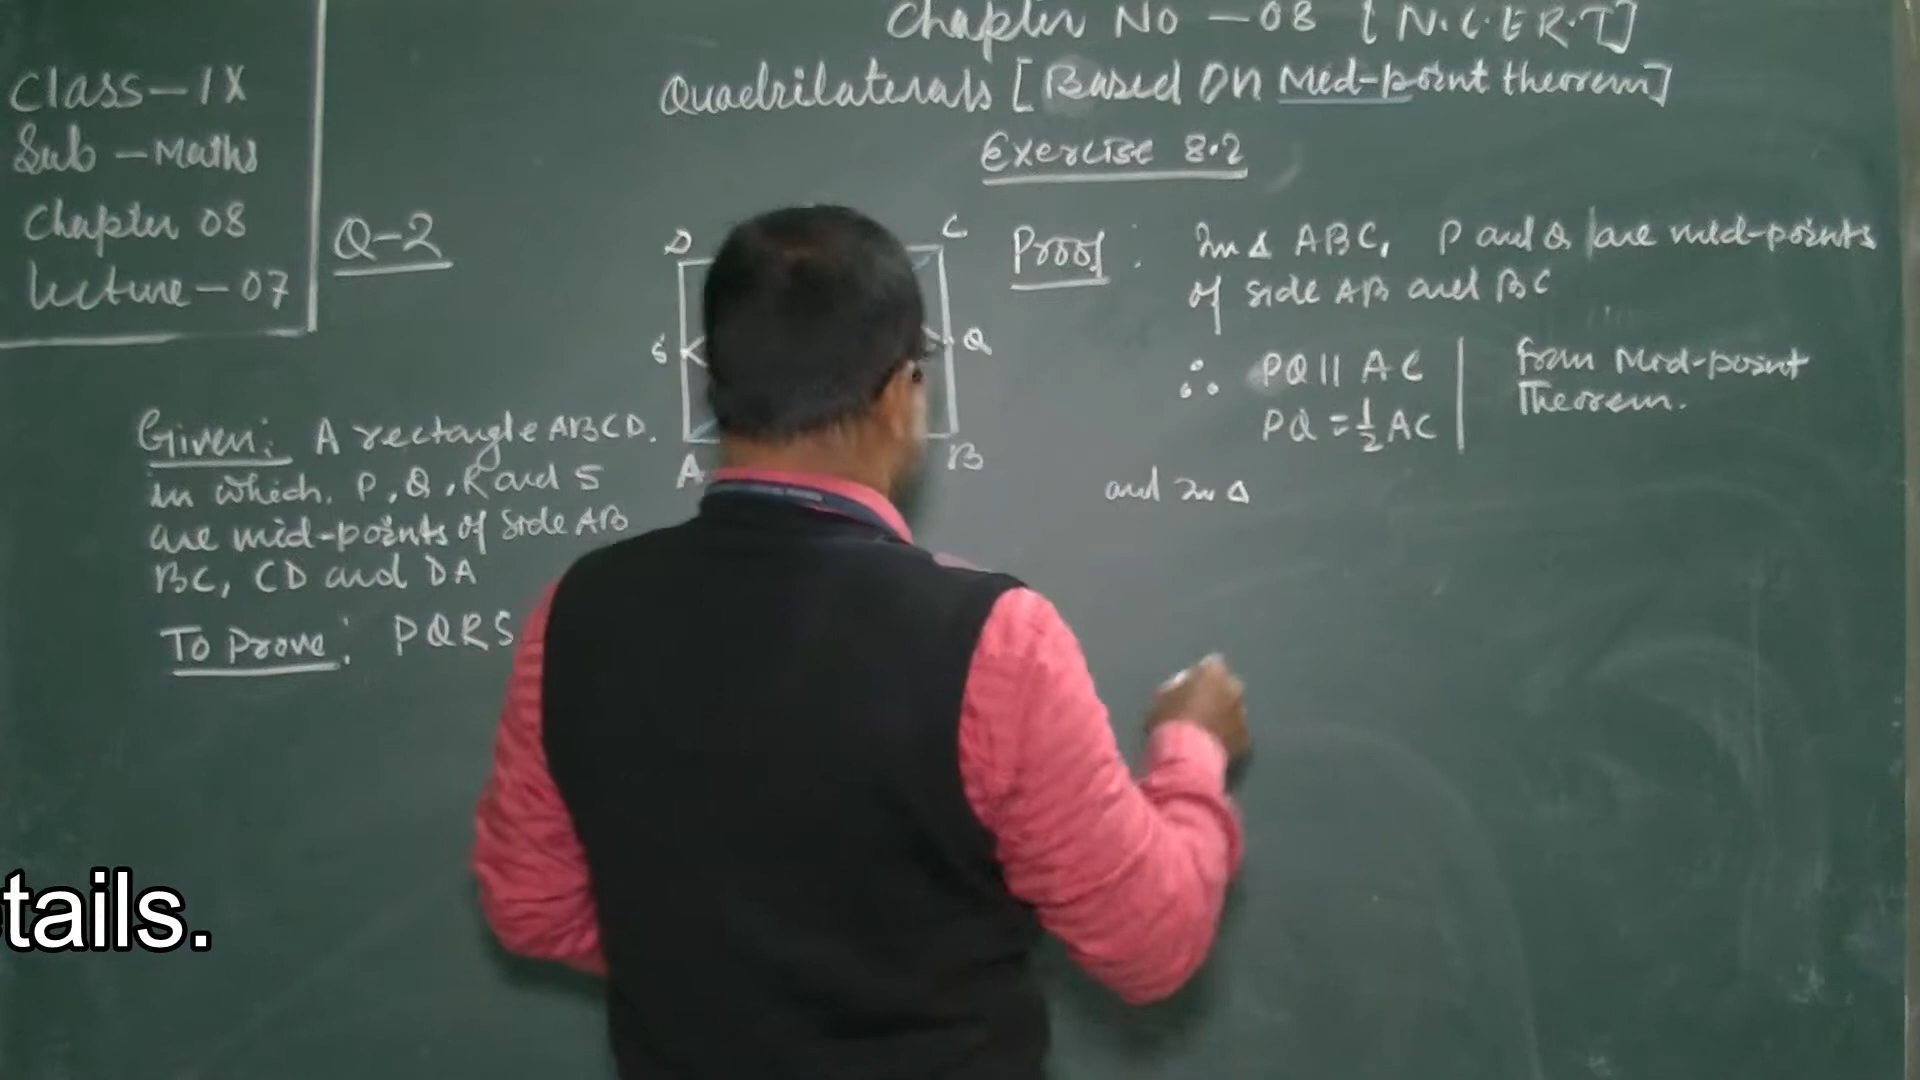 Chapter No – 08 [N.C.E.R.T]
Quadrilaterals [Based on Mid-point theorem]
Exercise 8.2
Class – IX
Sub – Maths
Chapter 08
Lecture – 07
Q-2
D
C
S
Q
A
B
Given: A rectangle ABCD.
in which, P, Q, R and S
are mid-points of side AB
BC, CD and DA
To Prove: PQRS
Proof: In Δ ABC, P and Q are mid-points
of side AB and BC
∴ PQ || AC
PQ = 1/2 AC
from Mid-point
Theorem.
and In Δ
tails.